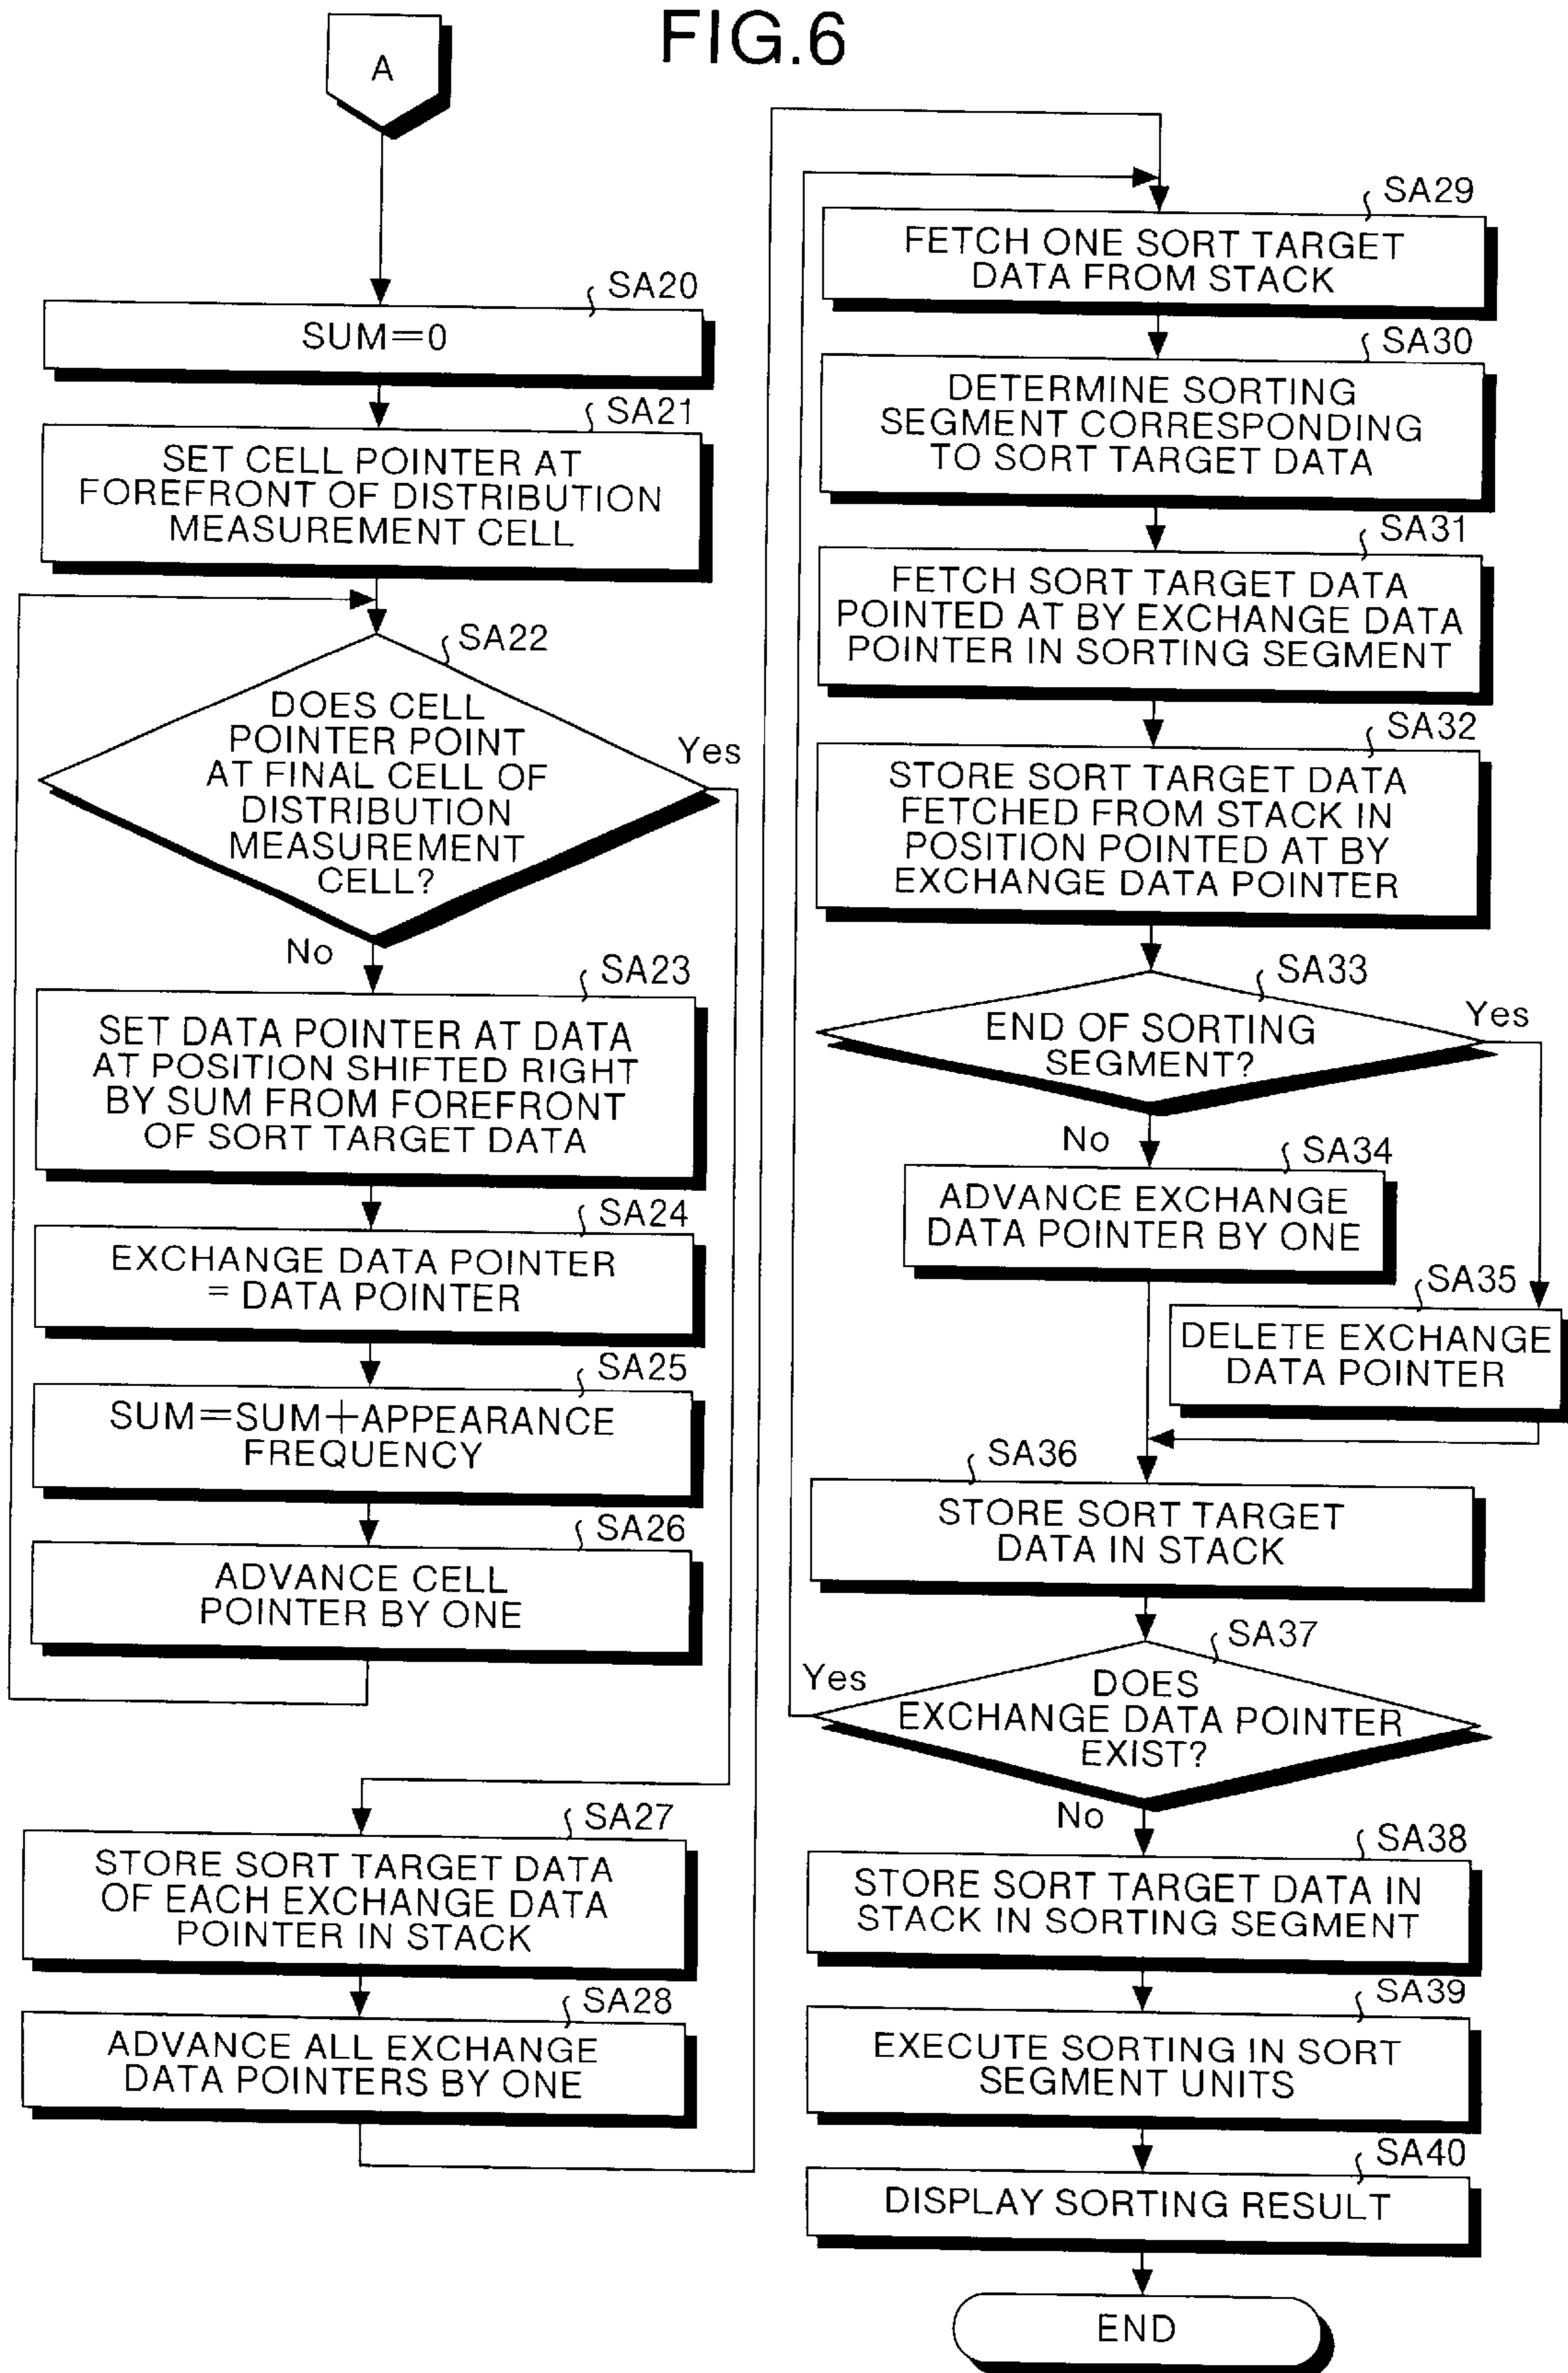 FIG.6
A
SA20
SUM=0
SA21
SET CELL POINTER AT
FOREFRONT OF DISTRIBUTION
MEASUREMENT CELL
SA22
DOES CELL
POINTER POINT
AT FINAL CELL OF
DISTRIBUTION
MEASUREMENT
CELL?
Yes
No
SA23
SET DATA POINTER AT DATA
AT POSITION SHIFTED RIGHT
BY SUM FROM FOREFRONT
OF SORT TARGET DATA
SA24
EXCHANGE DATA POINTER
= DATA POINTER
SA25
SUM=SUM+APPEARANCE
FREQUENCY
SA26
ADVANCE CELL
POINTER BY ONE
SA27
STORE SORT TARGET DATA
OF EACH EXCHANGE DATA
POINTER IN STACK
SA28
ADVANCE ALL EXCHANGE
DATA POINTERS BY ONE
SA29
FETCH ONE SORT TARGET
DATA FROM STACK
SA30
DETERMINE SORTING
SEGMENT CORRESPONDING
TO SORT TARGET DATA
SA31
FETCH SORT TARGET DATA
POINTED AT BY EXCHANGE DATA
POINTER IN SORTING SEGMENT
SA32
STORE SORT TARGET DATA
FETCHED FROM STACK IN
POSITION POINTED AT BY
EXCHANGE DATA POINTER
SA33
END OF SORTING
SEGMENT?
Yes
No
SA34
ADVANCE EXCHANGE
DATA POINTER BY ONE
SA35
DELETE EXCHANGE
DATA POINTER
SA36
STORE SORT TARGET
DATA IN STACK
SA37
Yes
DOES
EXCHANGE DATA POINTER
EXIST?
No
SA38
STORE SORT TARGET DATA IN
STACK IN SORTING SEGMENT
SA39
EXECUTE SORTING IN SORT
SEGMENT UNITS
SA40
DISPLAY SORTING RESULT
END